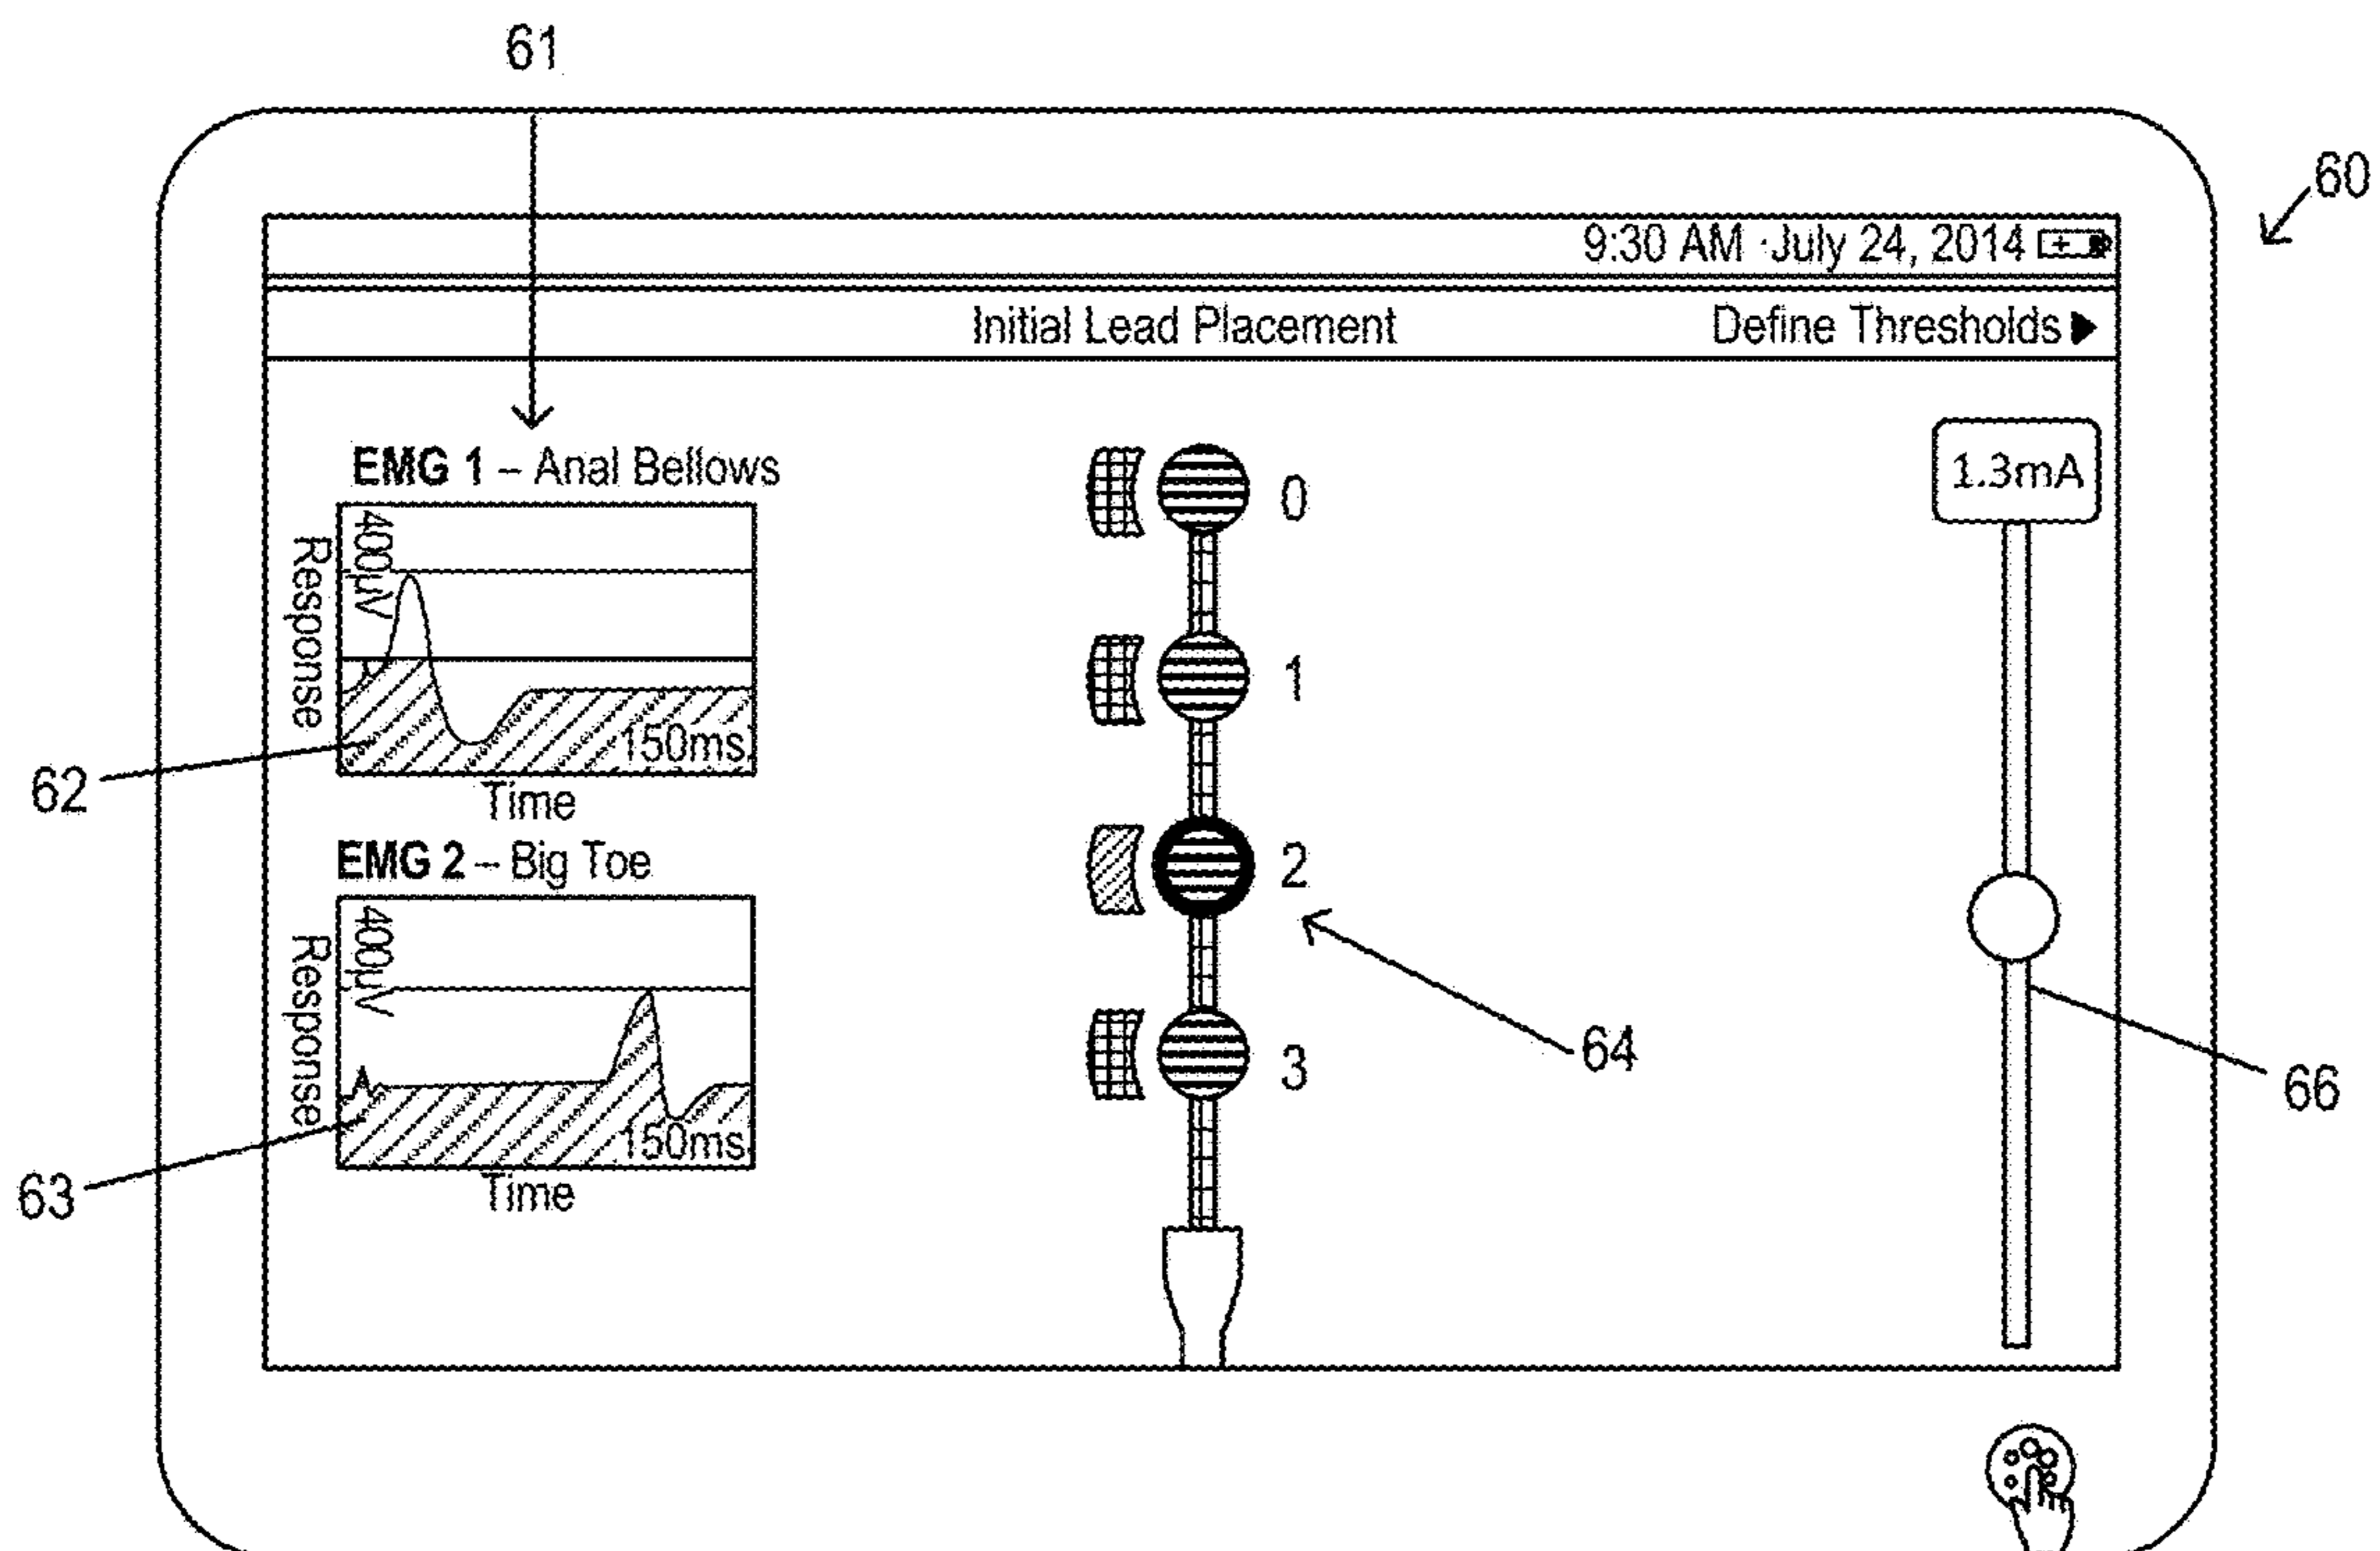 61
60
9:30 AM · July 24, 2014
Initial Lead Placement
Define Thresholds ▶
EMG 1 – Anal Bellows
1.3mA
0
400µV
Response
1
150ms
62
Time
EMG 2 – Big Toe
2
400µV
Response
64
3
66
150ms
63
Time